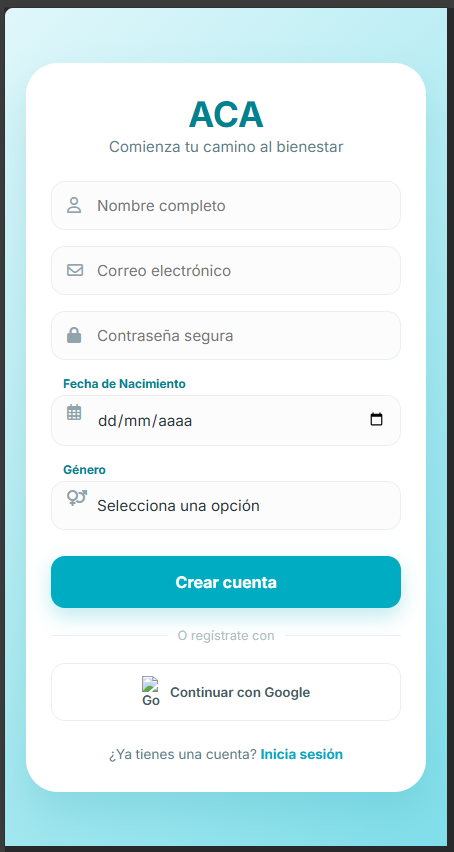 ACA
Comienza tu camino al bienestar
Nombre completo
Correo electrónico
Contraseña segura
Fecha de Nacimiento
dd/mm/aaaa
Género
Selecciona una opción
Crear cuenta
O regístrate con
Go Continuar con Google
¿Ya tienes una cuenta? Inicia sesión